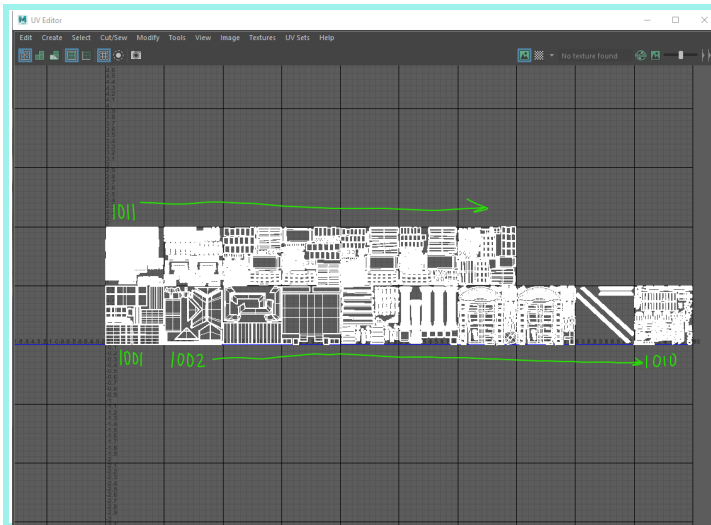 UV Editor
Edit Create Select Cut/Sew Modify Tools View Image Textures UV Sets Help
No texture found
1011
1001 1002 1010